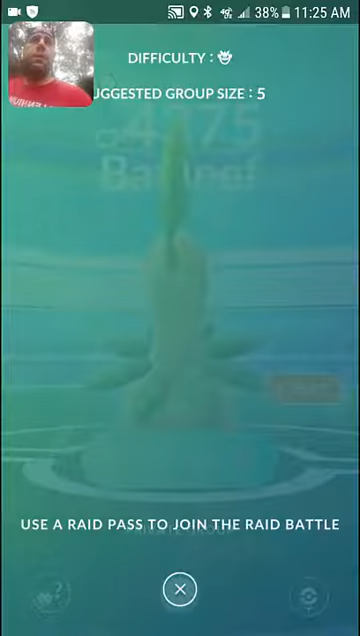 38% 11:25 AM
DIFFICULTY :
UGGESTED GROUP SIZE : 5
USE A RAID PASS TO JOIN THE RAID BATTLE